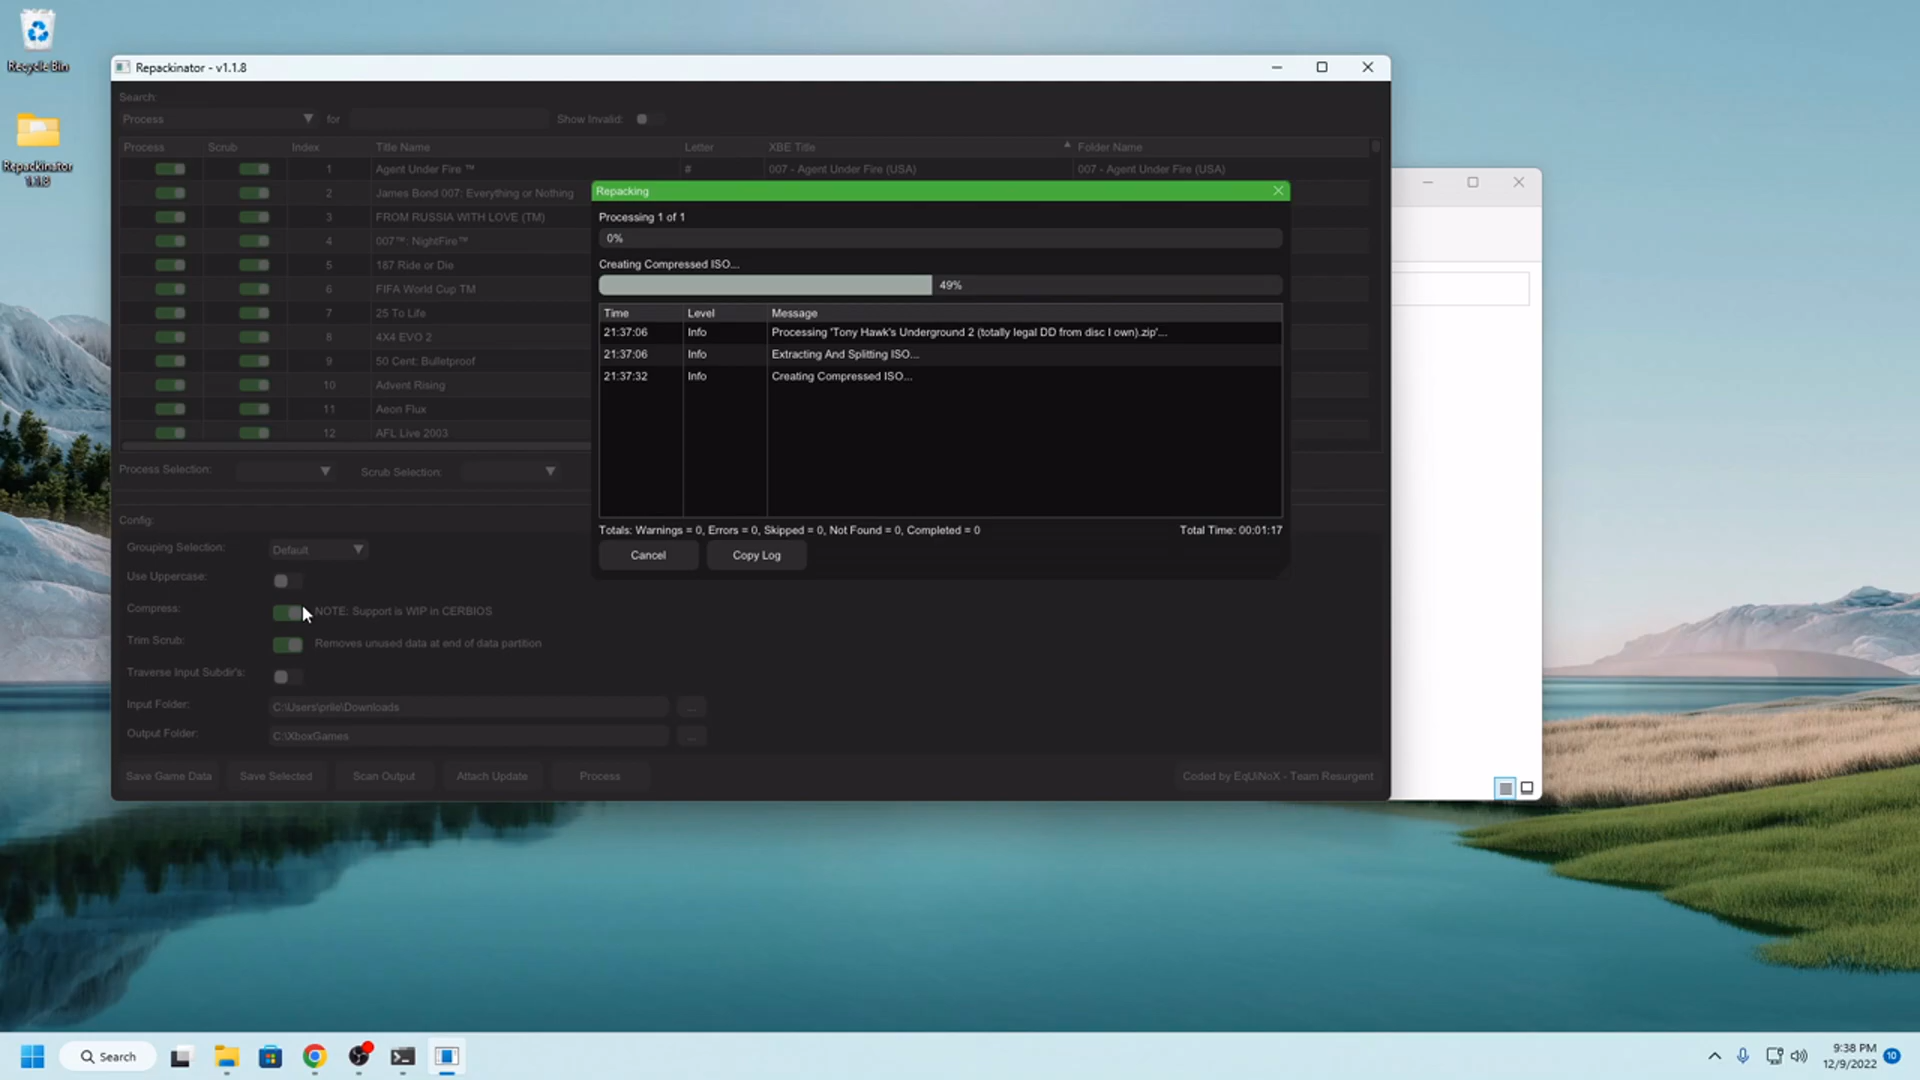 Recycle Bin
Repackinator
1.1.8
Repackinator - v1.1.8
Search:
Process
for
Show Invalid:
Process Scrub Index Title Name Letter XBE Title Folder Name
1 Agent Under Fire ™ # 007 - Agent Under Fire (USA) 007 - Agent Under Fire (USA)
2 James Bond 007: Everything or Nothing
3 FROM RUSSIA WITH LOVE (TM)
4 007™: NightFire™
5 187 Ride or Die
6 FIFA World Cup TM
7 25 To Life
8 4X4 EVO 2
9 50 Cent: Bulletproof
10 Advent Rising
11 Aeon Flux
12 AFL Live 2003
Process Selection:
Scrub Selection:
Repacking
Processing 1 of 1
0%
Creating Compressed ISO...
49%
Time Level Message
21:37:06 Info Processing 'Tony Hawk's Underground 2 (totally legal DD from disc I own).zip'...
21:37:06 Info Extracting And Splitting ISO...
21:37:32 Info Creating Compressed ISO...
Totals: Warnings = 0, Errors = 0, Skipped = 0, Not Found = 0, Completed = 0
Total Time: 00:01:17
Cancel
Copy Log
Config:
Grouping Selection:
Default
Use Uppercase:
Compress:
NOTE: Support is WIP in CERBIOS
Trim Scrub:
Removes unused data at end of data partition
Traverse Input Subdir's:
Input Folder:
C:\Users\prile\Downloads
...
Output Folder:
C:\XboxGames
...
Save Game Data
Save Selected
Scan Output
Attach Update
Process
Coded by EqUiNoX - Team Resurgent
Search
9:38 PM
12/9/2022
10